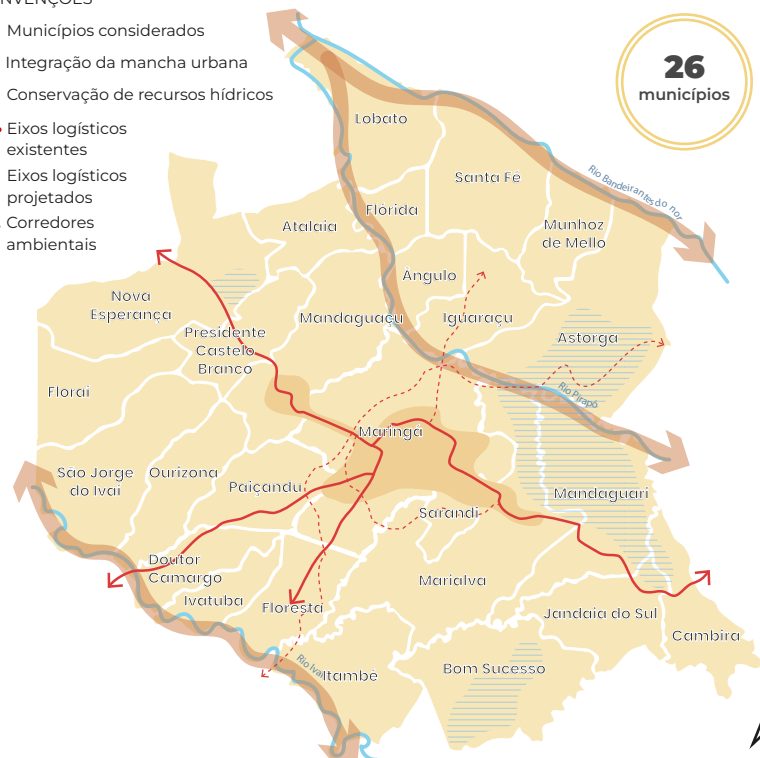 NVENÇÕES
Municípios considerados
Integração da mancha urbana
Conservação de recursos hídricos
Eixos logísticos
existentes
Eixos logísticos
projetados
Corredores
ambientais
26
municípios
Lobato
Santa Fé
Rio Bandeirantes do nor
Flórida
Atalaia
Munhoz
de Mello
Ângulo
Nova
Esperança
Mandaguaçu
Iguaraçu
Presidente
Castelo
Branco
Astorga
Floraí
Rio Pirapó
Maringá
São Jorge
do Ivaí
Ourizona
Paiçandu
Mandaguari
Sarandi
Doutor
Camargo
Marialva
Ivatuba
Floresta
Jandaia do Sul
Cambira
Rio Ivaí
Itambé
Bom Sucesso